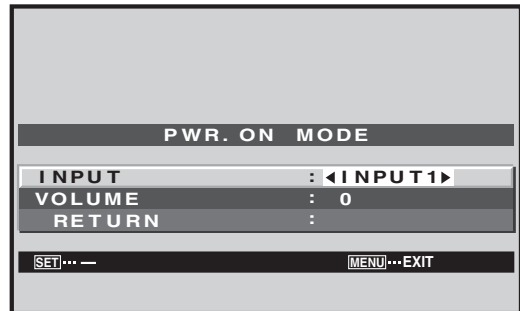 PWR. ON MODE
INPUT : ◀INPUT1▶
VOLUME : 0
RETURN :
SET··· — MENU···EXIT